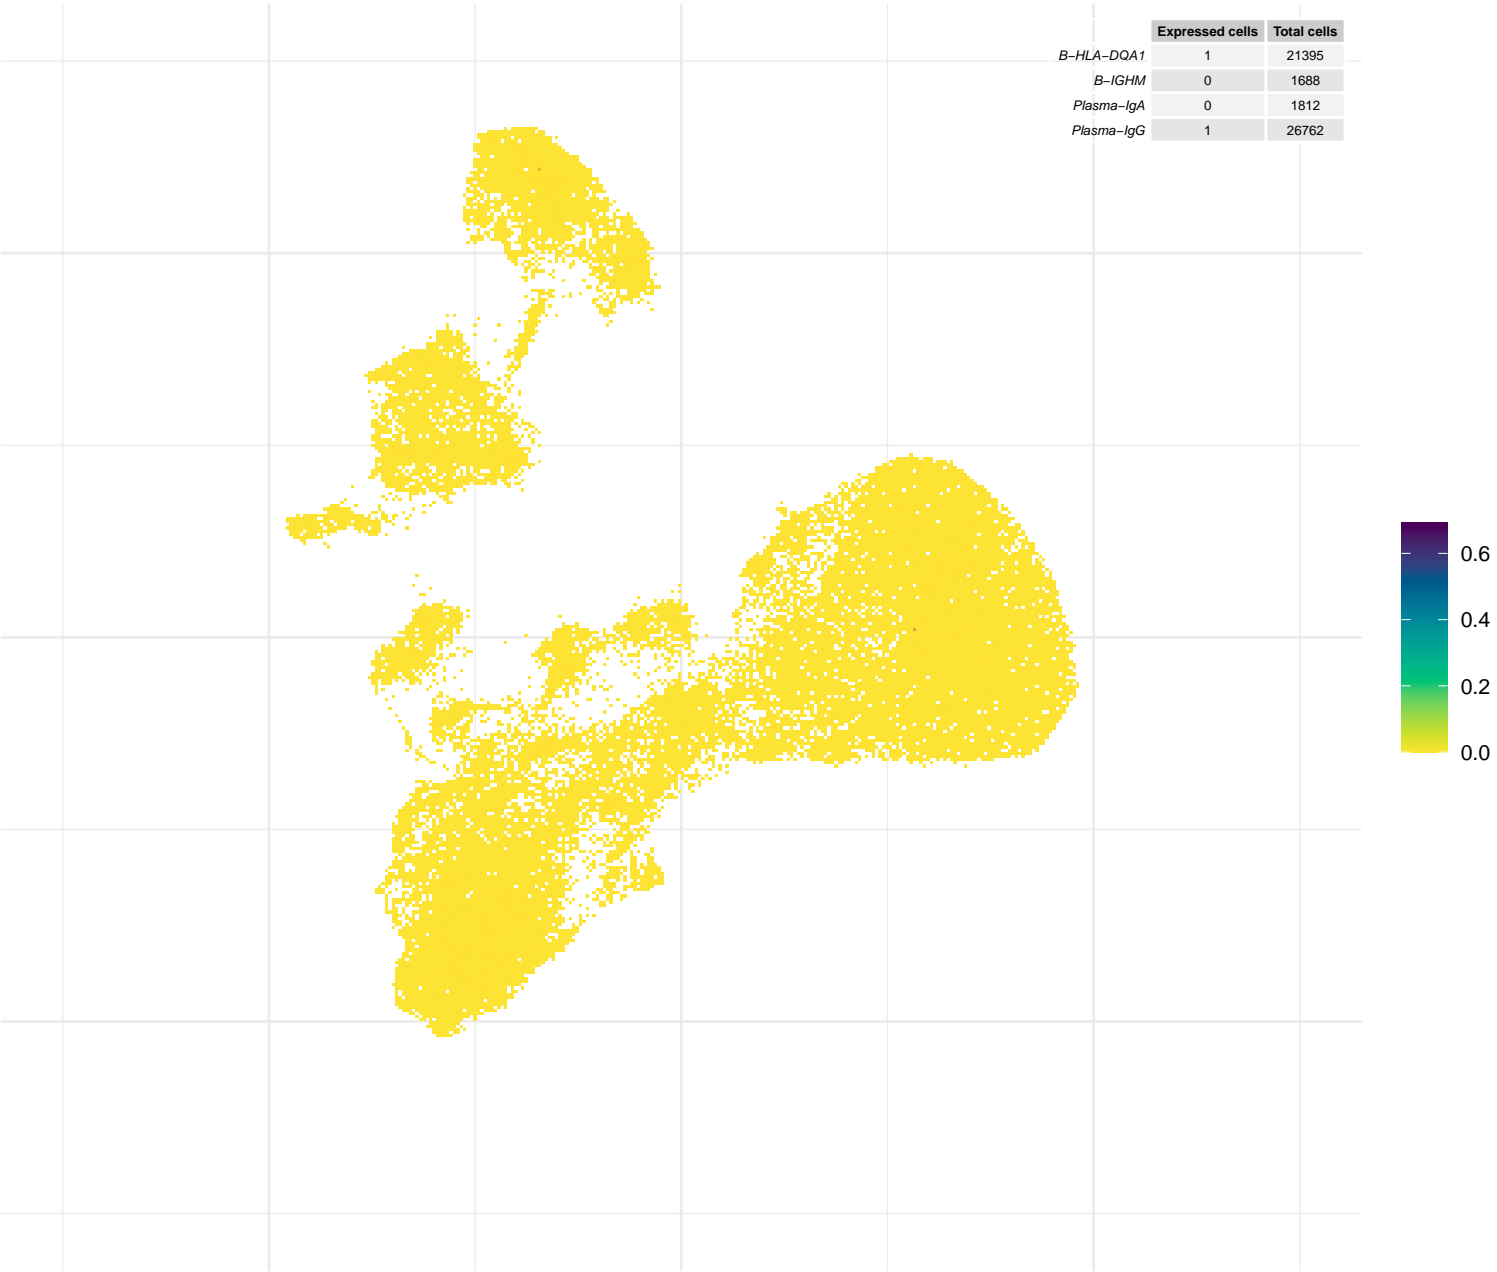 Expressed cells Total cells
B−HLA−DQA1 1 21395
B−IGHM 0 1688
Plasma−IgA 0 1812
Plasma−IgG 1 26762
0.6
0.4
0.2
0.0